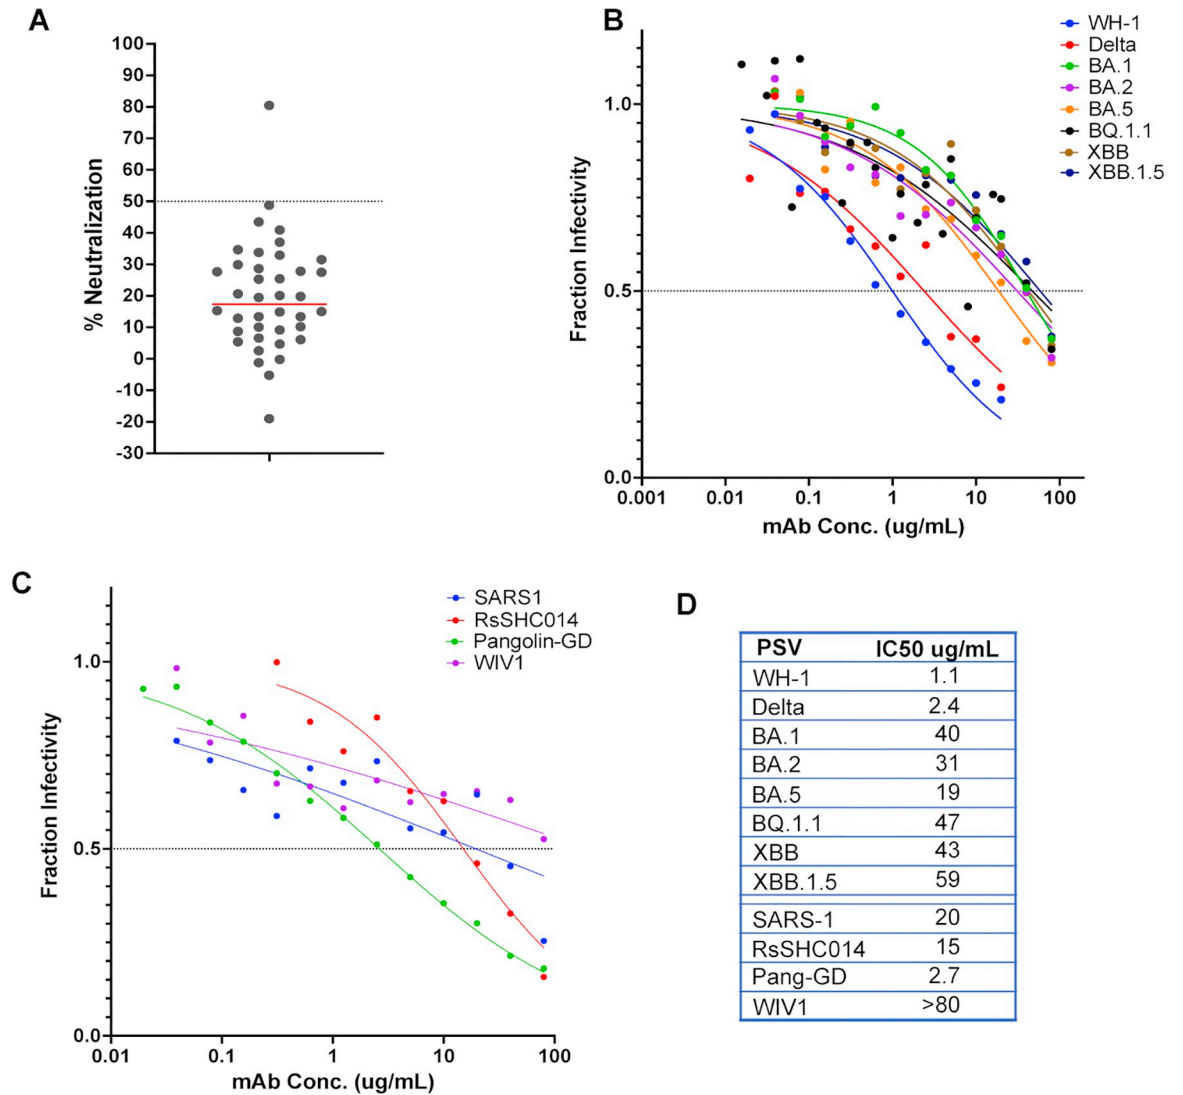 A
100
90
80
70
60
50
40
30
20
10
0
-10
-20
-30
% Neutralization
B
WH-1
Delta
BA.1
BA.2
BA.5
BQ.1.1
XBB
XBB.1.5
1.0
0.5
0.0
Fraction Infectivity
0.001 0.01 0.1 1 10 100
mAb Conc. (ug/mL)
C
SARS1
RsSHC014
Pangolin-GD
WIV1
1.0
0.5
0.0
Fraction Infectivity
0.01 0.1 1 10 100
mAb Conc. (ug/mL)
D
PSV IC50 ug/mL
WH-1 1.1
Delta 2.4
BA.1 40
BA.2 31
BA.5 19
BQ.1.1 47
XBB 43
XBB.1.5 59
SARS-1 20
RsSHC014 15
Pang-GD 2.7
WIV1 >80